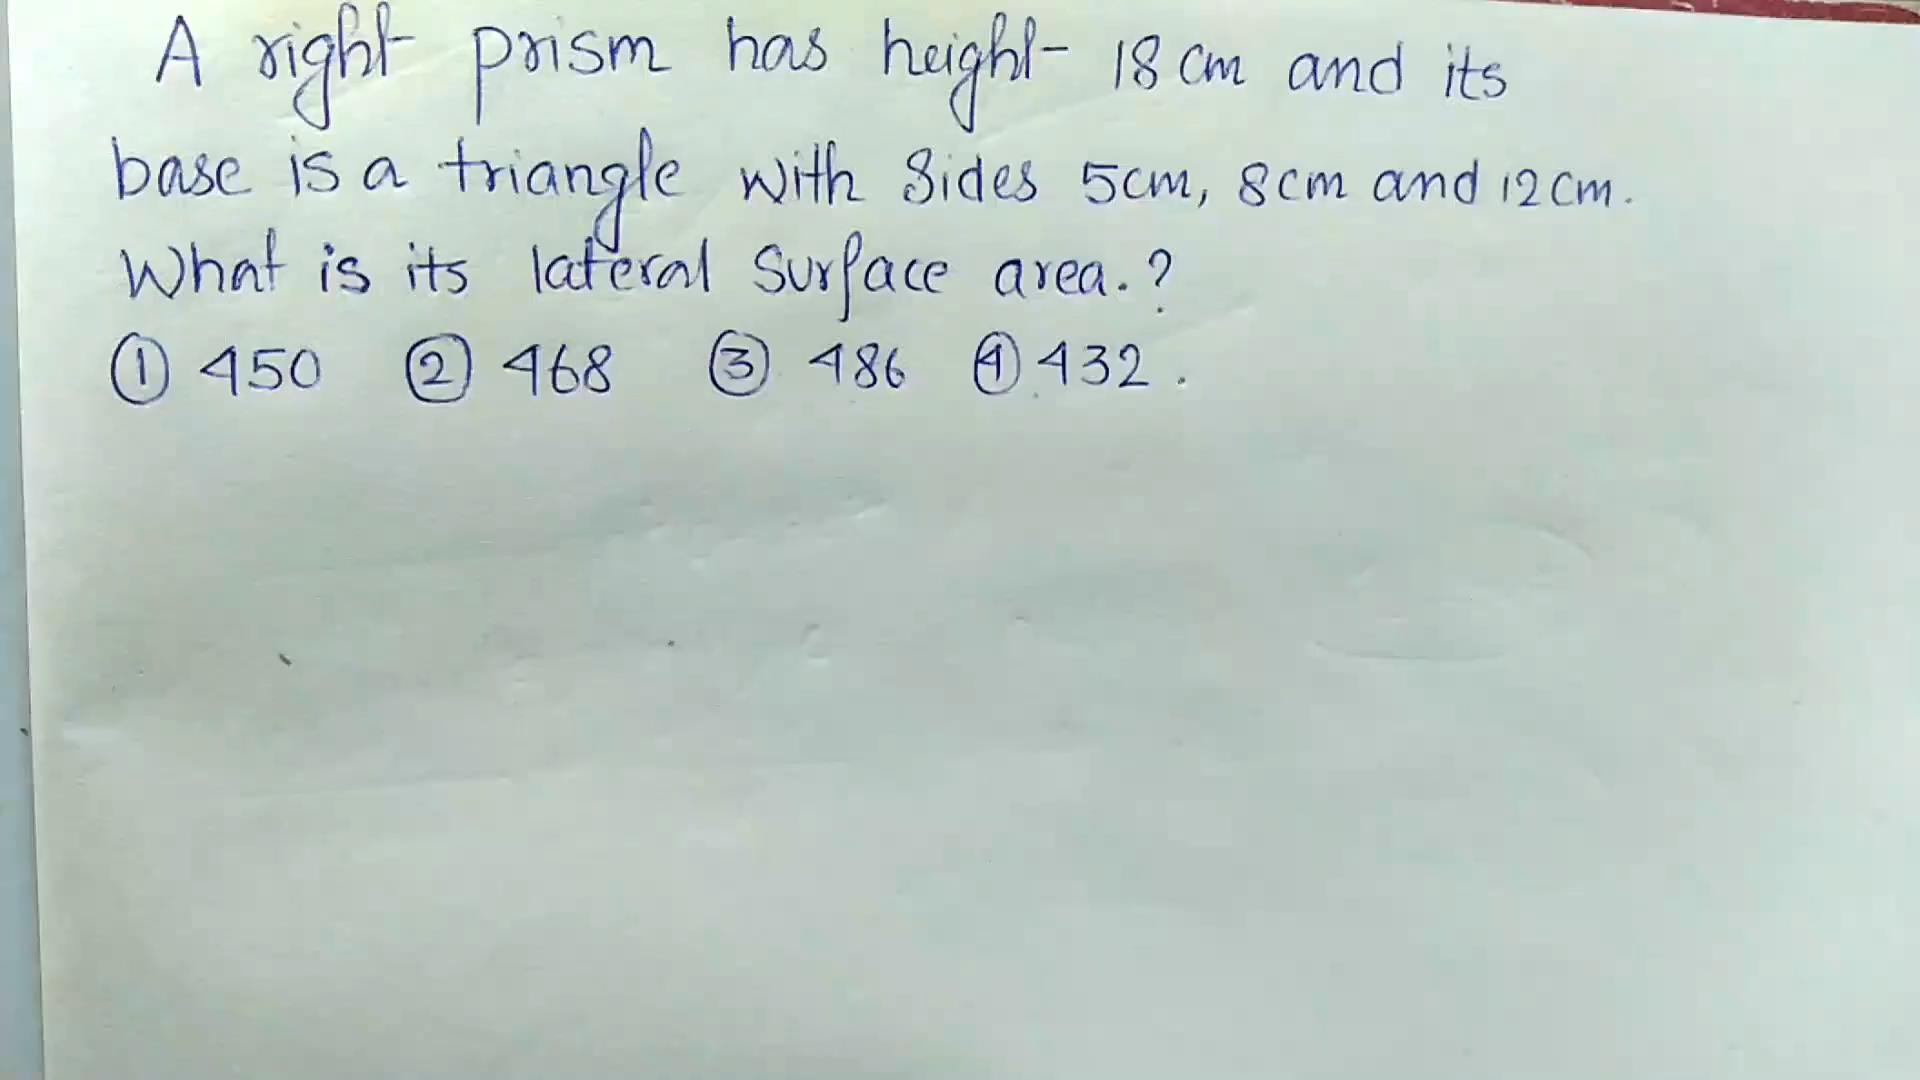 A right prism has height 18 cm and its
base is a triangle with sides 5cm, 8cm and 12cm.
What is its lateral surface area.?
① 450 ② 468 ③ 486 ④ 432.